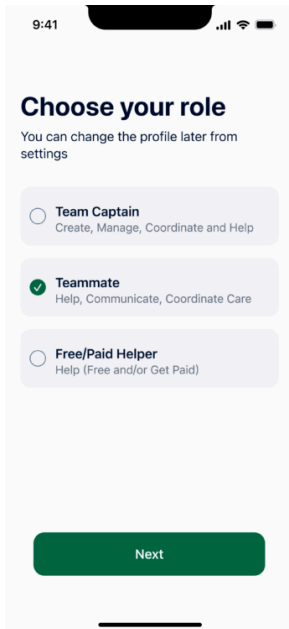 9:41
Choose your role
You can change the profile later from
settings
Team Captain
Create, Manage, Coordinate and Help
Teammate
Help, Communicate, Coordinate Care
Free/Paid Helper
Help (Free and/or Get Paid)
Next